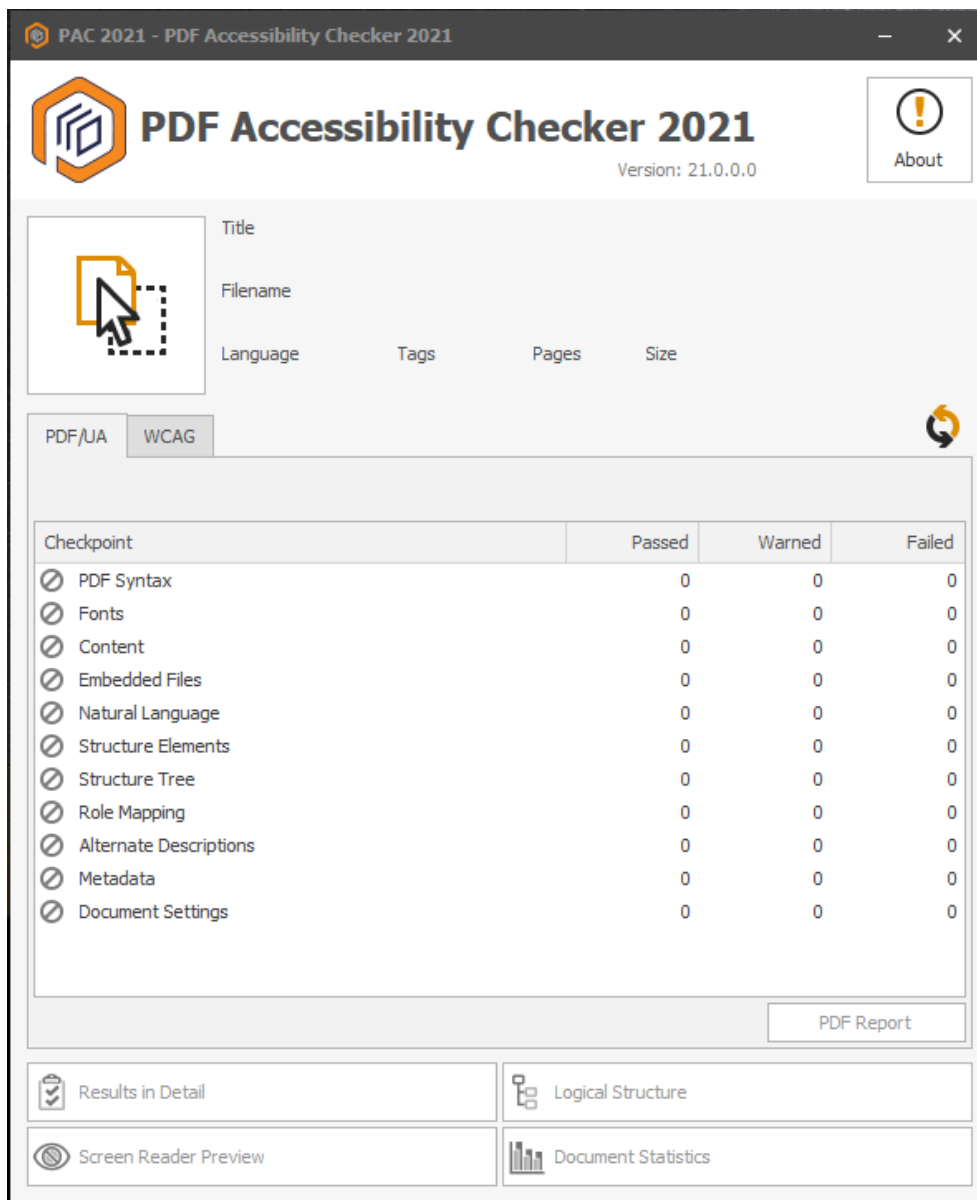 PAC 2021 - PDF Accessibility Checker 2021
PDF Accessibility Checker 2021
Version: 21.0.0.0
About
Title
Filename
Language Tags Pages Size
PDF/UA WCAG
Checkpoint Passed Warned Failed
PDF Syntax 0 0 0
Fonts 0 0 0
Content 0 0 0
Embedded Files 0 0 0
Natural Language 0 0 0
Structure Elements 0 0 0
Structure Tree 0 0 0
Role Mapping 0 0 0
Alternate Descriptions 0 0 0
Metadata 0 0 0
Document Settings 0 0 0
PDF Report
Results in Detail Logical Structure
Screen Reader Preview Document Statistics